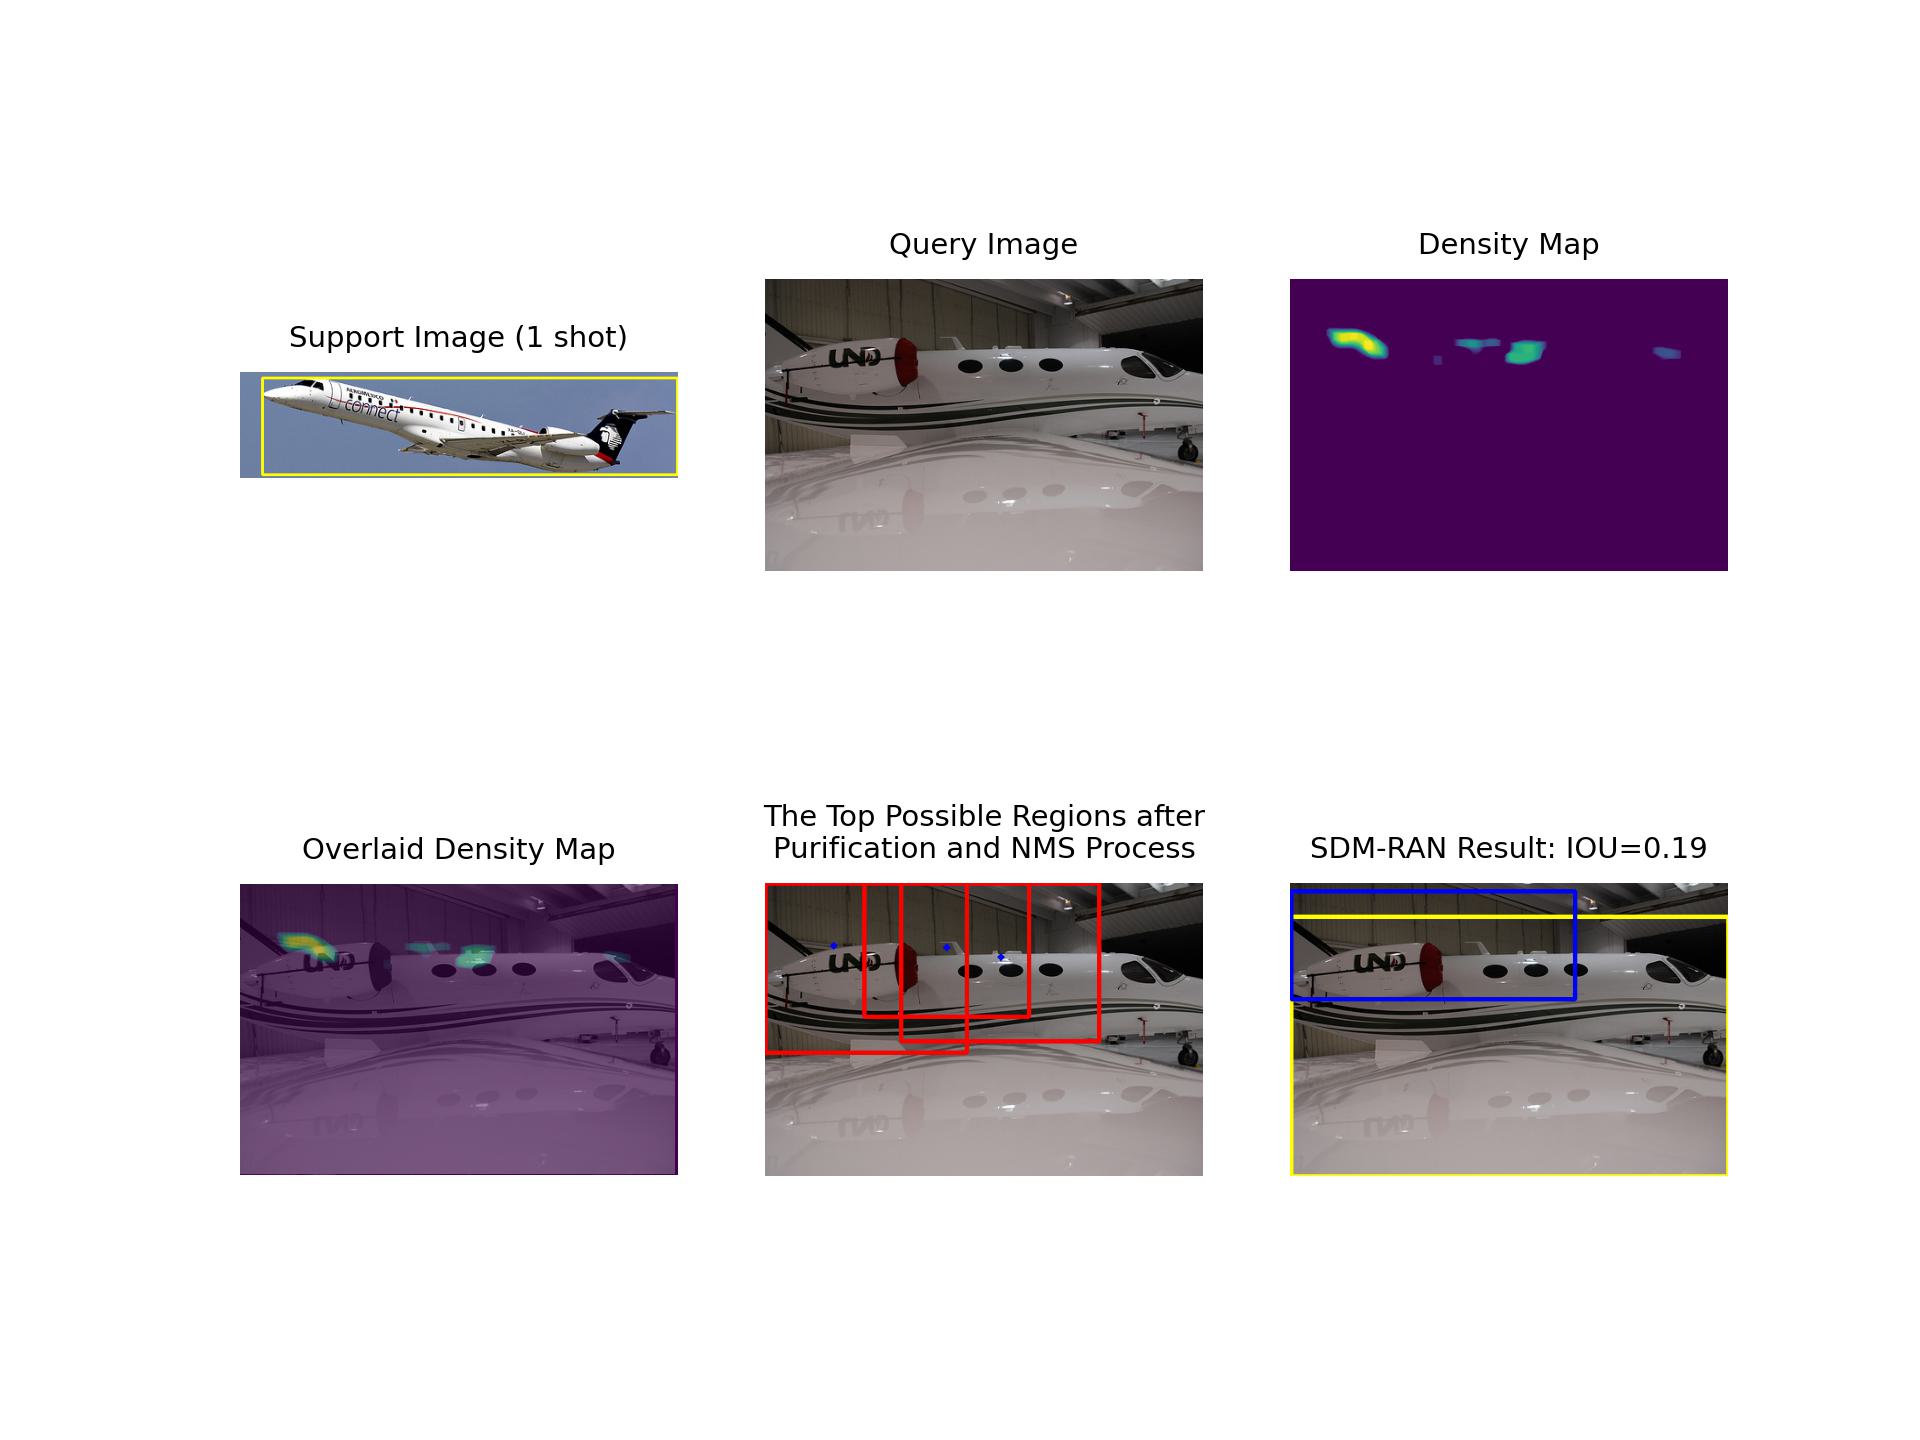 Query Image
Density Map
Support Image (1 shot)
AEROMEXICO
connect
UND
Overlaid Density Map
The Top Possible Regions after
Purification and NMS Process
SDM-RAN Result: IOU=0.19
UND
UND
UND